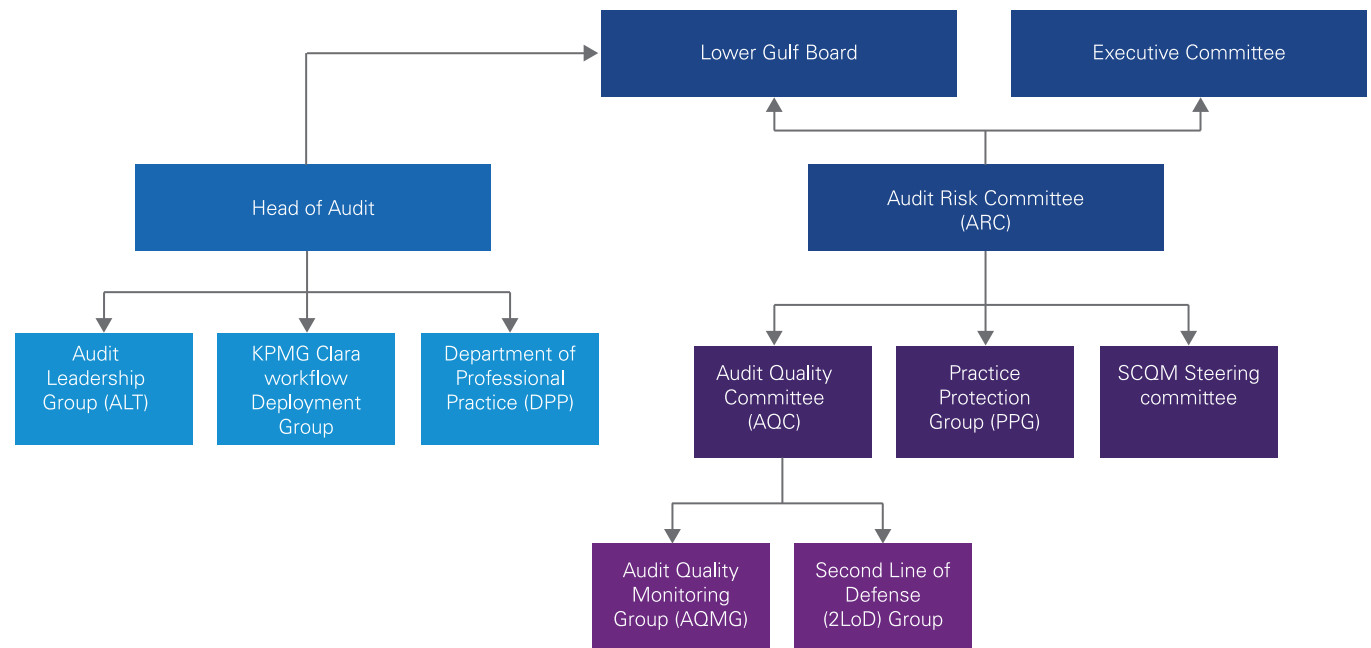 Lower Gulf Board
Executive Committee
Head of Audit
Audit Risk Committee
(ARC)
Audit
Leadership
Group (ALT)
KPMG Clara
workflow
Deployment
Group
Department of
Professional
Practice (DPP)
Audit Quality
Committee
(AQC)
Practice
Protection
Group (PPG)
SCQM Steering
committee
Audit Quality
Monitoring
Group (AQMG)
Second Line of
Defense
(2LoD) Group